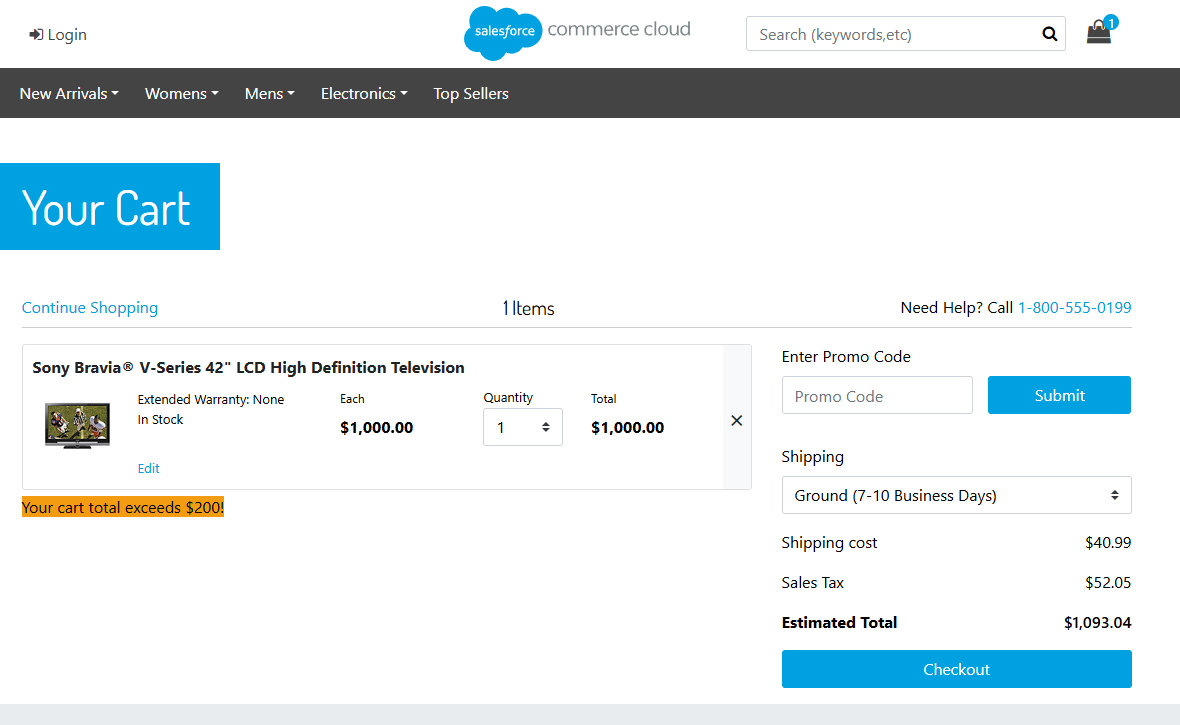 Login
salesforce commerce cloud
Search (keywords,etc)
1
New Arrivals Womens Mens Electronics Top Sellers
Your Cart
Continue Shopping
1 Items
Need Help? Call 1-800-555-0199
Sony Bravia® V-Series 42" LCD High Definition Television
Extended Warranty: None
In Stock
Edit
Each
$1,000.00
Quantity
1
Total
$1,000.00
×
Your cart total exceeds $200!
Enter Promo Code
Promo Code
Submit
Shipping
Ground (7-10 Business Days)
Shipping cost $40.99
Sales Tax $52.05
Estimated Total $1,093.04
Checkout